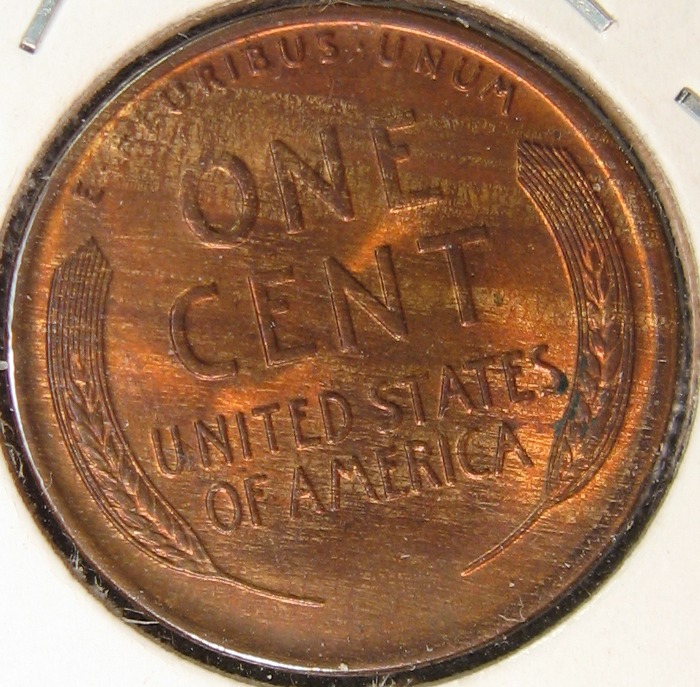 E PLURIBUS · UNUM
ONE
CENT
UNITED STATES
OF AMERICA